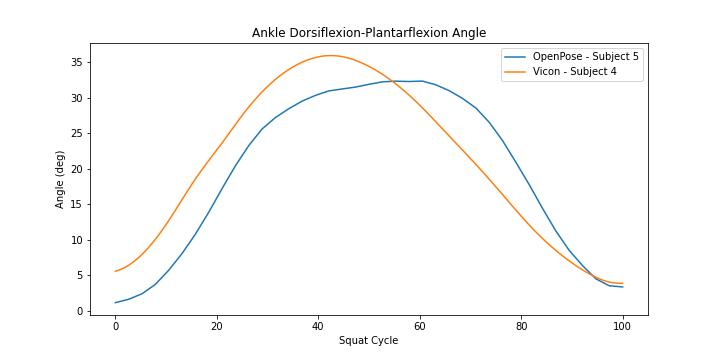 Ankle Dorsiflexion-Plantarflexion Angle
OpenPose - Subject 5
Vicon - Subject 4
Angle (deg)
35
30
25
20
15
10
5
0
0 20 40 60 80 100
Squat Cycle